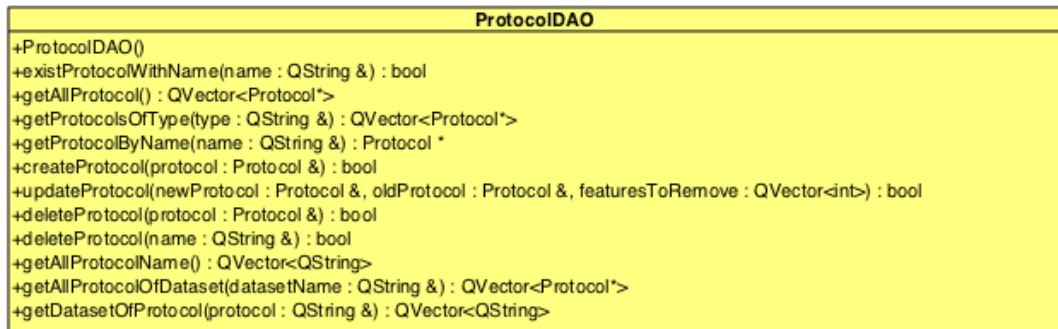 ProtocolDAO
+ProtocolDAO()
+existProtocolWithName(name : QString &) : bool
+getAllProtocol() : QVector<Protocol*>
+getProtocolsOfType(type : QString &) : QVector<Protocol*>
+getProtocolByName(name : QString &) : Protocol *
+createProtocol(protocol : Protocol &) : bool
+updateProtocol(newProtocol : Protocol &, oldProtocol : Protocol &, featuresToRemove : QVector<int>) : bool
+deleteProtocol(protocol : Protocol &) : bool
+deleteProtocol(name : QString &) : bool
+getAllProtocolName() : QVector<QString>
+getAllProtocolOfDataset(datasetName : QString &) : QVector<Protocol*>
+getDatasetOfProtocol(protocol : QString &) : QVector<QString>